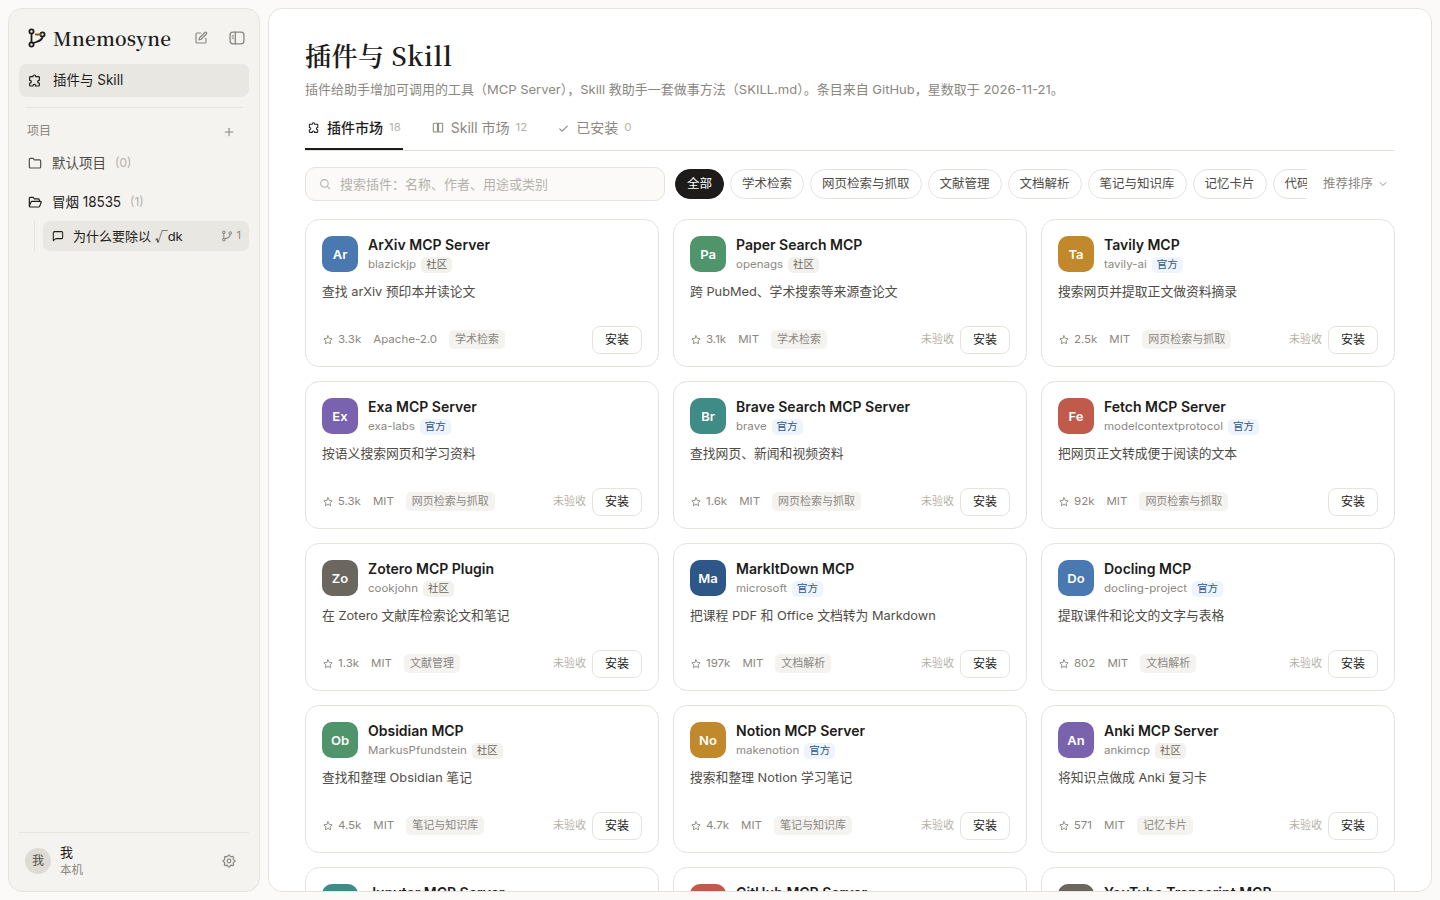 Mnemosyne
插件与 Skill
项目
默认项目 (0)
冒烟 18535 (1)
为什么要除以 √dk 1
我
我
本机
插件与 Skill
插件给助手增加可调用的工具（MCP Server），Skill 教助手一套做事方法（SKILL.md）。条目来自 GitHub，星数取于 2026-11-21。
插件市场 18 Skill 市场 12 已安装 0
搜索插件：名称、作者、用途或类别 全部 学术检索 网页检索与抓取 文献管理 文档解析 笔记与知识库 记忆卡片 代码 推荐排序
Ar
ArXiv MCP Server
blazickjp 社区
查找 arXiv 预印本并读论文
3.3k Apache-2.0 学术检索 安装
Pa
Paper Search MCP
openags 社区
跨 PubMed、学术搜索等来源查论文
3.1k MIT 学术检索 未验收 安装
Ta
Tavily MCP
tavily-ai 官方
搜索网页并提取正文做资料摘录
2.5k MIT 网页检索与抓取 未验收 安装
Ex
Exa MCP Server
exa-labs 官方
按语义搜索网页和学习资料
5.3k MIT 网页检索与抓取 未验收 安装
Br
Brave Search MCP Server
brave 官方
查找网页、新闻和视频资料
1.6k MIT 网页检索与抓取 未验收 安装
Fe
Fetch MCP Server
modelcontextprotocol 官方
把网页正文转成便于阅读的文本
92k MIT 网页检索与抓取 安装
Zo
Zotero MCP Plugin
cookjohn 社区
在 Zotero 文献库检索论文和笔记
1.3k MIT 文献管理 未验收 安装
Ma
MarkItDown MCP
microsoft 官方
把课程 PDF 和 Office 文档转为 Markdown
197k MIT 文档解析 未验收 安装
Do
Docling MCP
docling-project 官方
提取课件和论文的文字与表格
802 MIT 文档解析 未验收 安装
Ob
Obsidian MCP
MarkusPfundstein 社区
查找和整理 Obsidian 笔记
4.5k MIT 笔记与知识库 未验收 安装
No
Notion MCP Server
makenotion 官方
搜索和整理 Notion 学习笔记
4.7k MIT 笔记与知识库 未验收 安装
An
Anki MCP Server
ankimcp 社区
将知识点做成 Anki 复习卡
571 MIT 记忆卡片 未验收 安装
Jupyter MCP Server
GitHub MCP Server
YouTube Transcript MCP